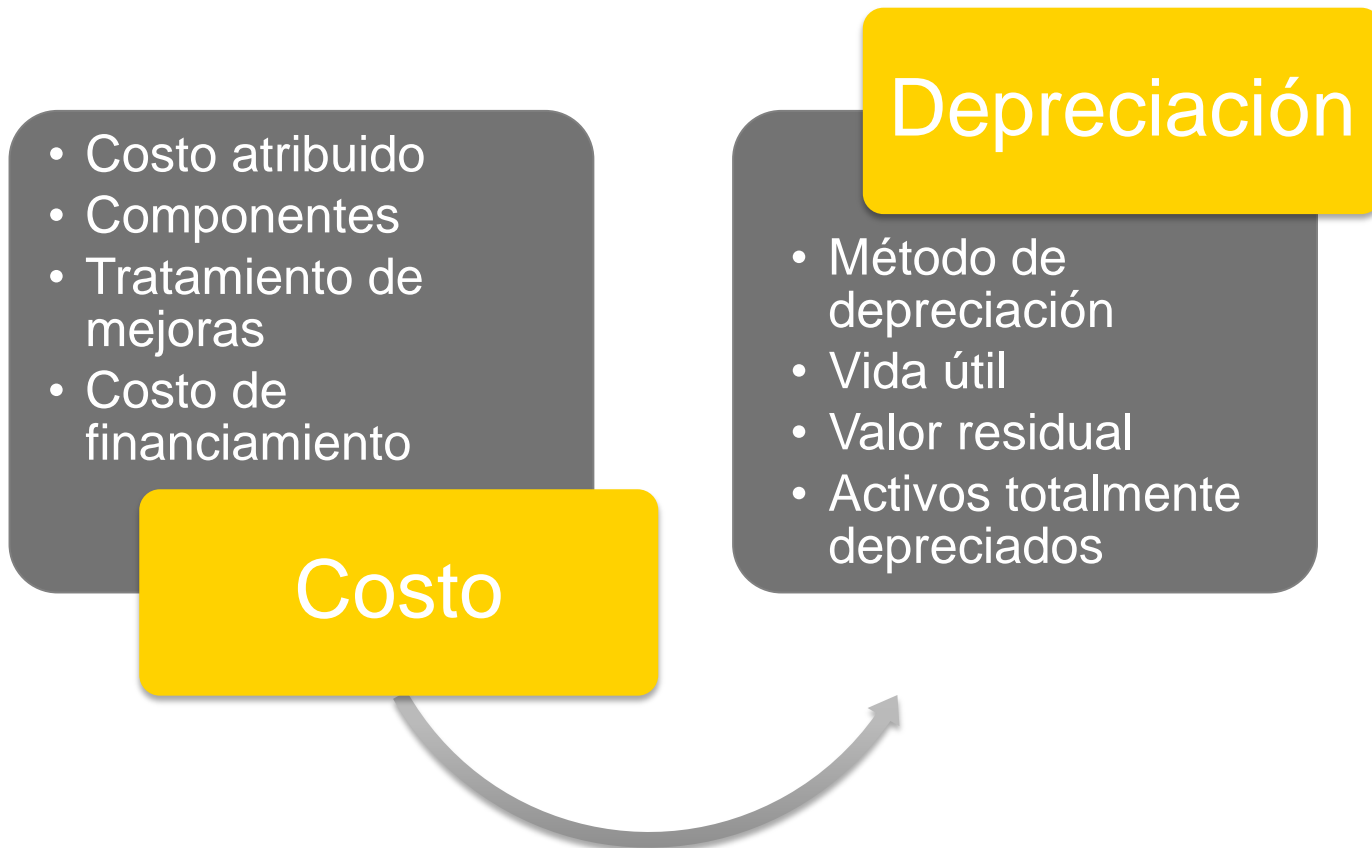 • Costo atribuido
• Componentes
• Tratamiento de
mejoras
• Costo de
financiamiento
Costo
Depreciación
• Método de
depreciación
• Vida útil
• Valor residual
• Activos totalmente
depreciados